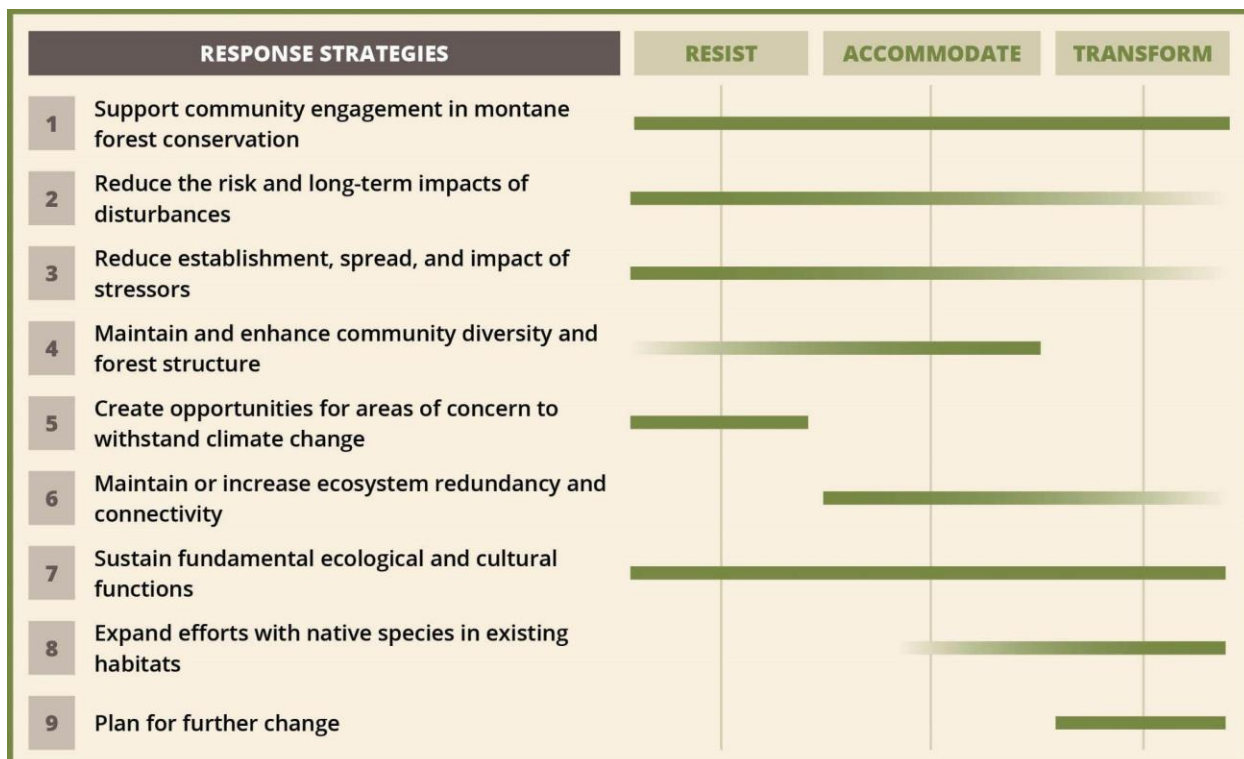 RESPONSE STRATEGIES RESIST ACCOMMODATE TRANSFORM
1 Support community engagement in montane
forest conservation
2 Reduce the risk and long-term impacts of
disturbances
3 Reduce establishment, spread, and impact of
stressors
4 Maintain and enhance community diversity and
forest structure
5 Create opportunities for areas of concern to
withstand climate change
6 Maintain or increase ecosystem redundancy and
connectivity
7 Sustain fundamental ecological and cultural
functions
8 Expand efforts with native species in existing
habitats
9 Plan for further change